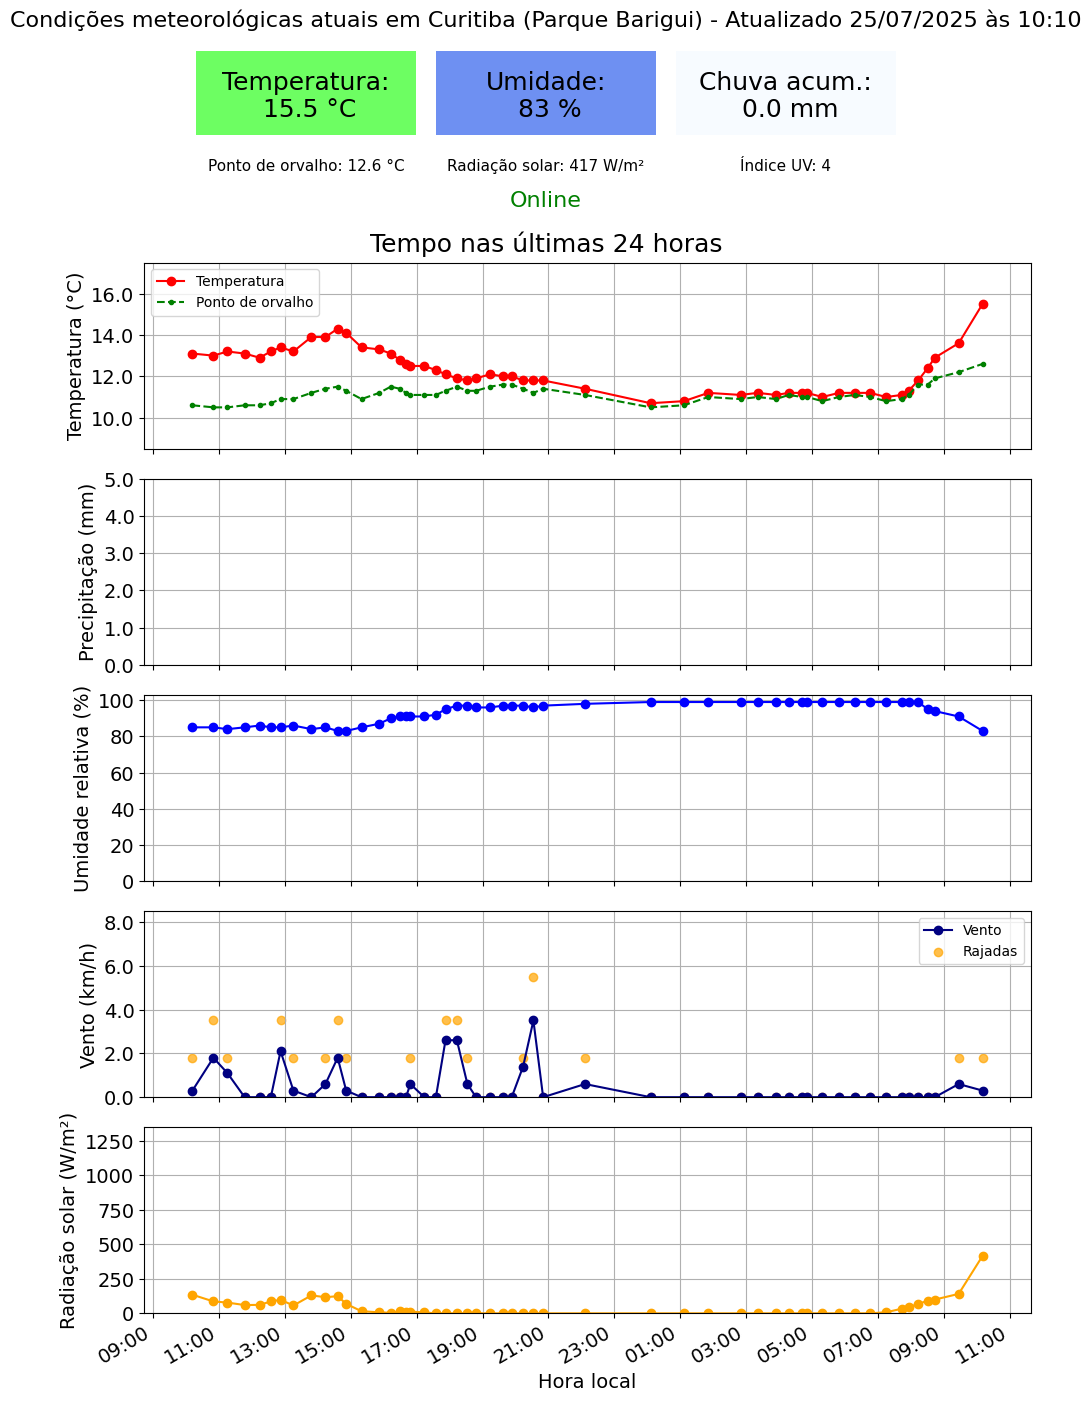 Condições meteorológicas atuais em Curitiba (Parque Barigui) - Atualizado 25/07/2025 às 10:10
Temperatura:
15.5 °C
Umidade:
83 %
Chuva acum.:
0.0 mm
Ponto de orvalho: 12.6 °C
Radiação solar: 417 W/m²
Índice UV: 4
Online
Tempo nas últimas 24 horas
Temperatura (°C)
16.0
14.0
12.0
10.0
Temperatura
Ponto de orvalho
Precipitação (mm)
5.0
4.0
3.0
2.0
1.0
0.0
Umidade relativa (%)
100
80
60
40
20
0
Vento (km/h)
8.0
6.0
4.0
2.0
0.0
Vento
Rajadas
Radiação solar (W/m²)
1250
1000
750
500
250
0
09:00
11:00
13:00
15:00
17:00
19:00
21:00
23:00
01:00
03:00
05:00
07:00
09:00
11:00
Hora local